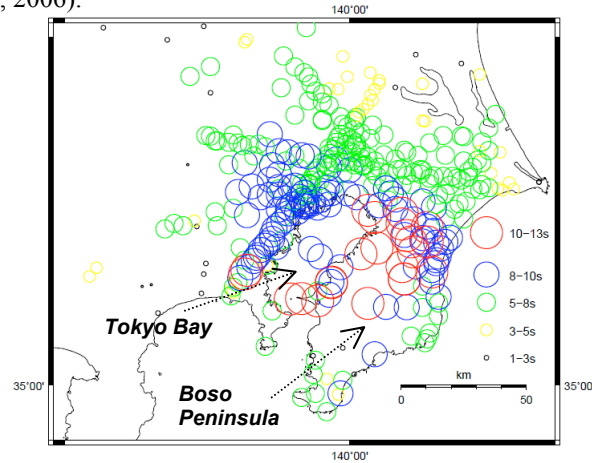 , 2006).
140°00'
10−13s
8−10s
5−8s
3−5s
1−3s
Tokyo Bay
Boso
Peninsula
km
0 50
35°00' 35°00'
140°00'